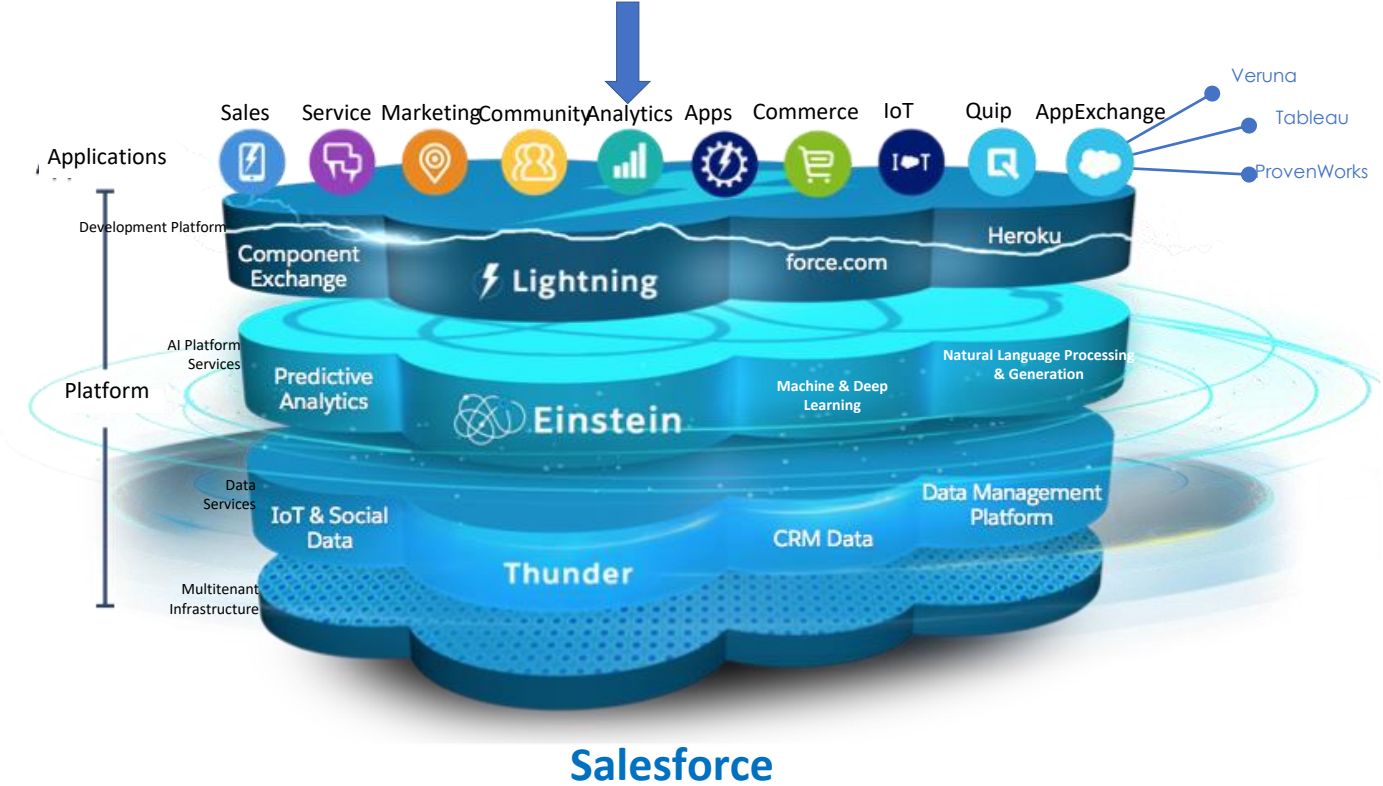 Veruna
Sales Service Marketing Community Analytics Apps Commerce IoT Quip AppExchange
Tableau
Applications
I T
ProvenWorks
Development Platform
Component
Exchange
Lightning
force.com
Heroku
AI Platform
Services
Platform
Predictive
Analytics
Einstein
Machine & Deep
Learning
Natural Language Processing
& Generation
Data
Services
IoT & Social
Data
Thunder
CRM Data
Data Management
Platform
Multitenant
Infrastructure
Salesforce